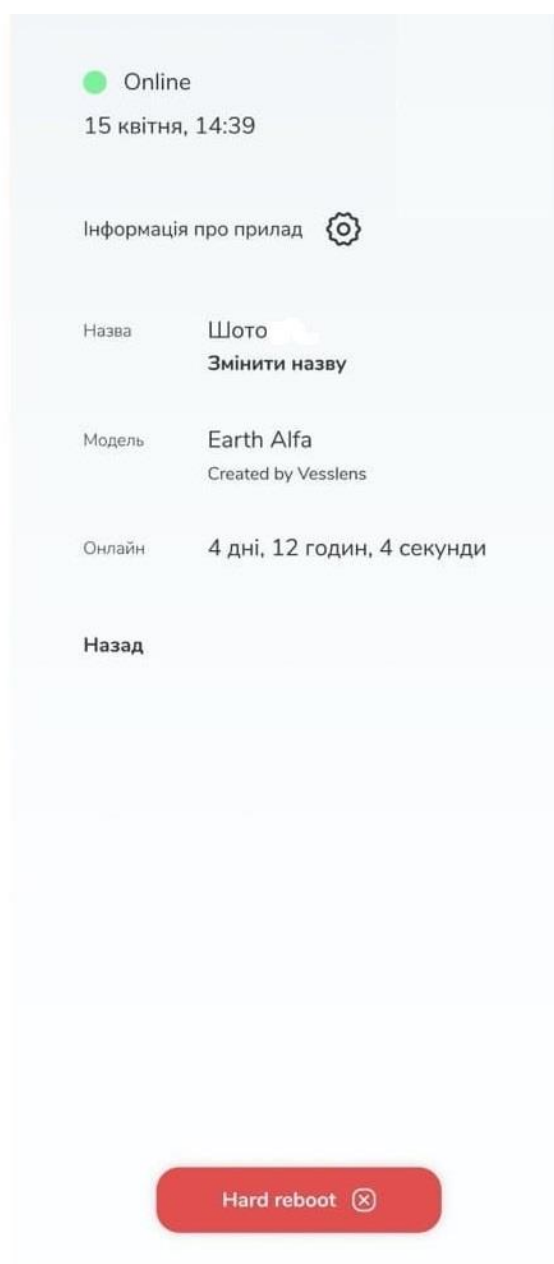 Online
15 квітня, 14:39
Інформація про прилад
Назва Шото
Змінити назву
Модель Earth Alfa
Created by Vesslens
Онлайн 4 дні, 12 годин, 4 секунди
Назад
Hard reboot